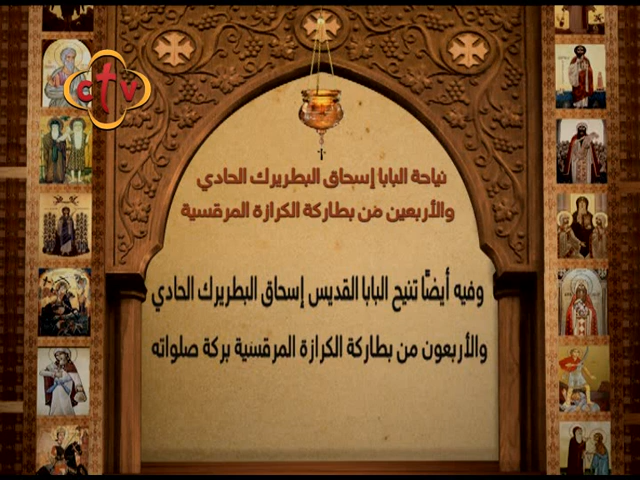 ctv
نياحة البابا إسحاق البطريرك الحادي
والأربعين من بطاركة الكرازة المرقسية
وفيه أيضًا تنيح البابا القديس إسحاق البطريرك الحادي
والأربعون من بطاركة الكرازة المرقسية بركة صلواته